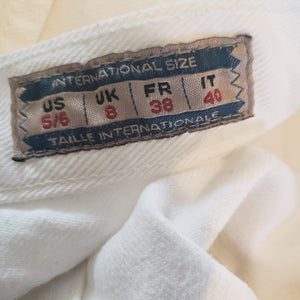 INTERNATIONAL SIZE
US UK FR IT
5/6 8 38 40
TAILLE INTERNATIONALE